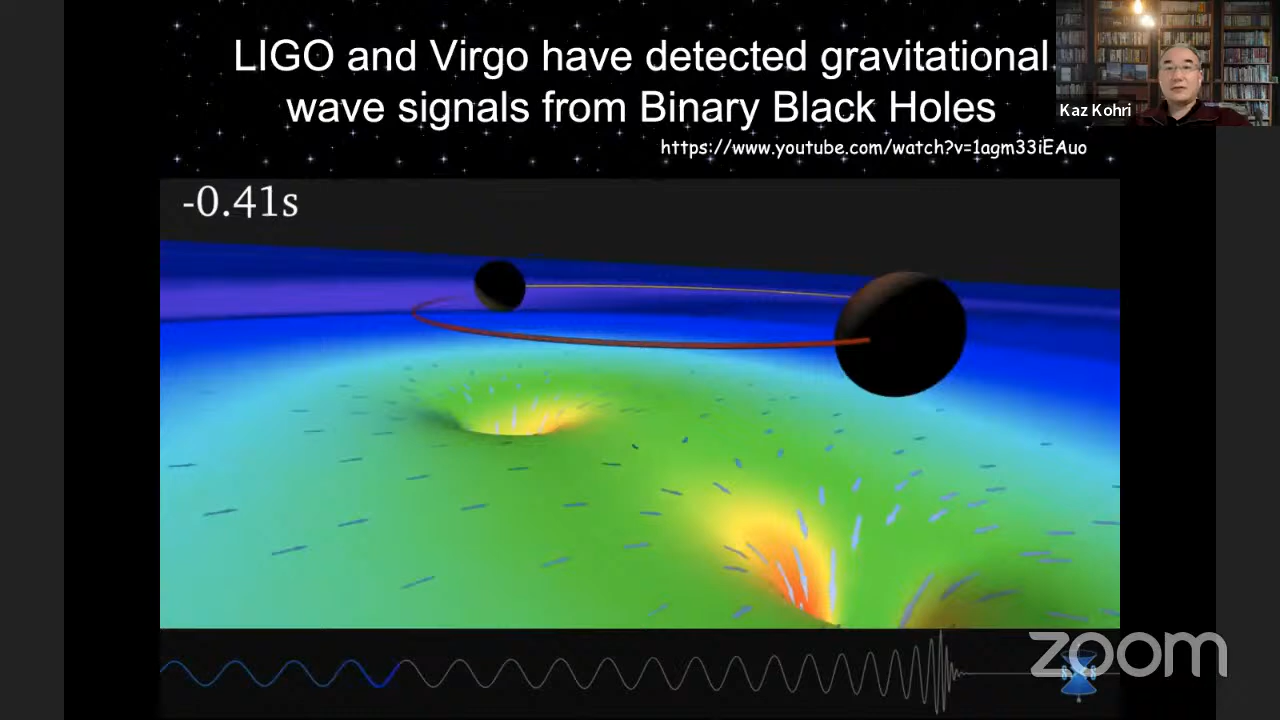 LIGO and Virgo have detected gravitational
wave signals from Binary Black Holes
Kaz Kohri
https://www.youtube.com/watch?v=1agm33iEAuo
-0.41s
zoom